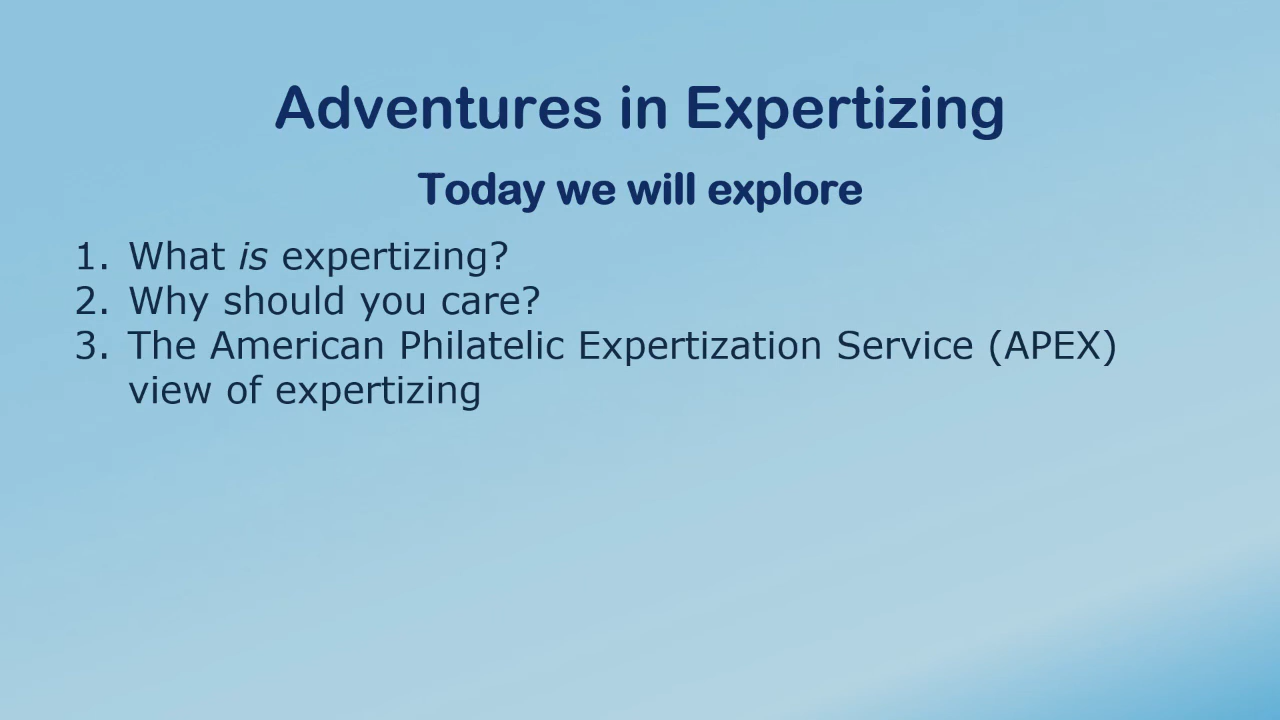 Adventures in Expertizing
Today we will explore
1. What is expertizing?
2. Why should you care?
3. The American Philatelic Expertization Service (APEX)
view of expertizing